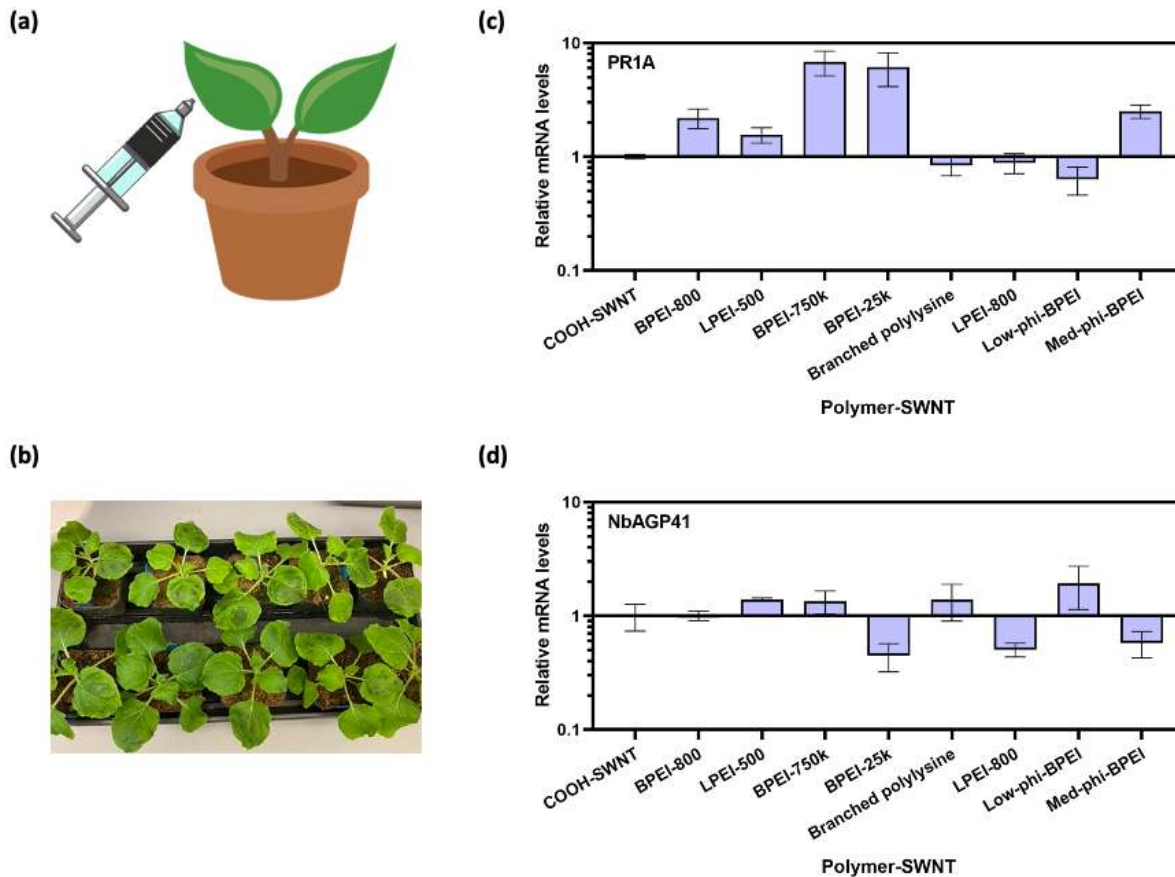 (a)
(c)
PR1A
Relative mRNA levels
10
1
0.1
COOH-SWNT
BPEI-800
LPEI-500
BPEI-750k
BPEI-25k
Branched polylysine
LPEI-800
Low-phi-BPEI
Med-phi-BPEI
Polymer-SWNT
(b)
(d)
NbAGP41
Relative mRNA levels
10
1
0.1
COOH-SWNT
BPEI-800
LPEI-500
BPEI-750k
BPEI-25k
Branched polylysine
LPEI-800
Low-phi-BPEI
Med-phi-BPEI
Polymer-SWNT